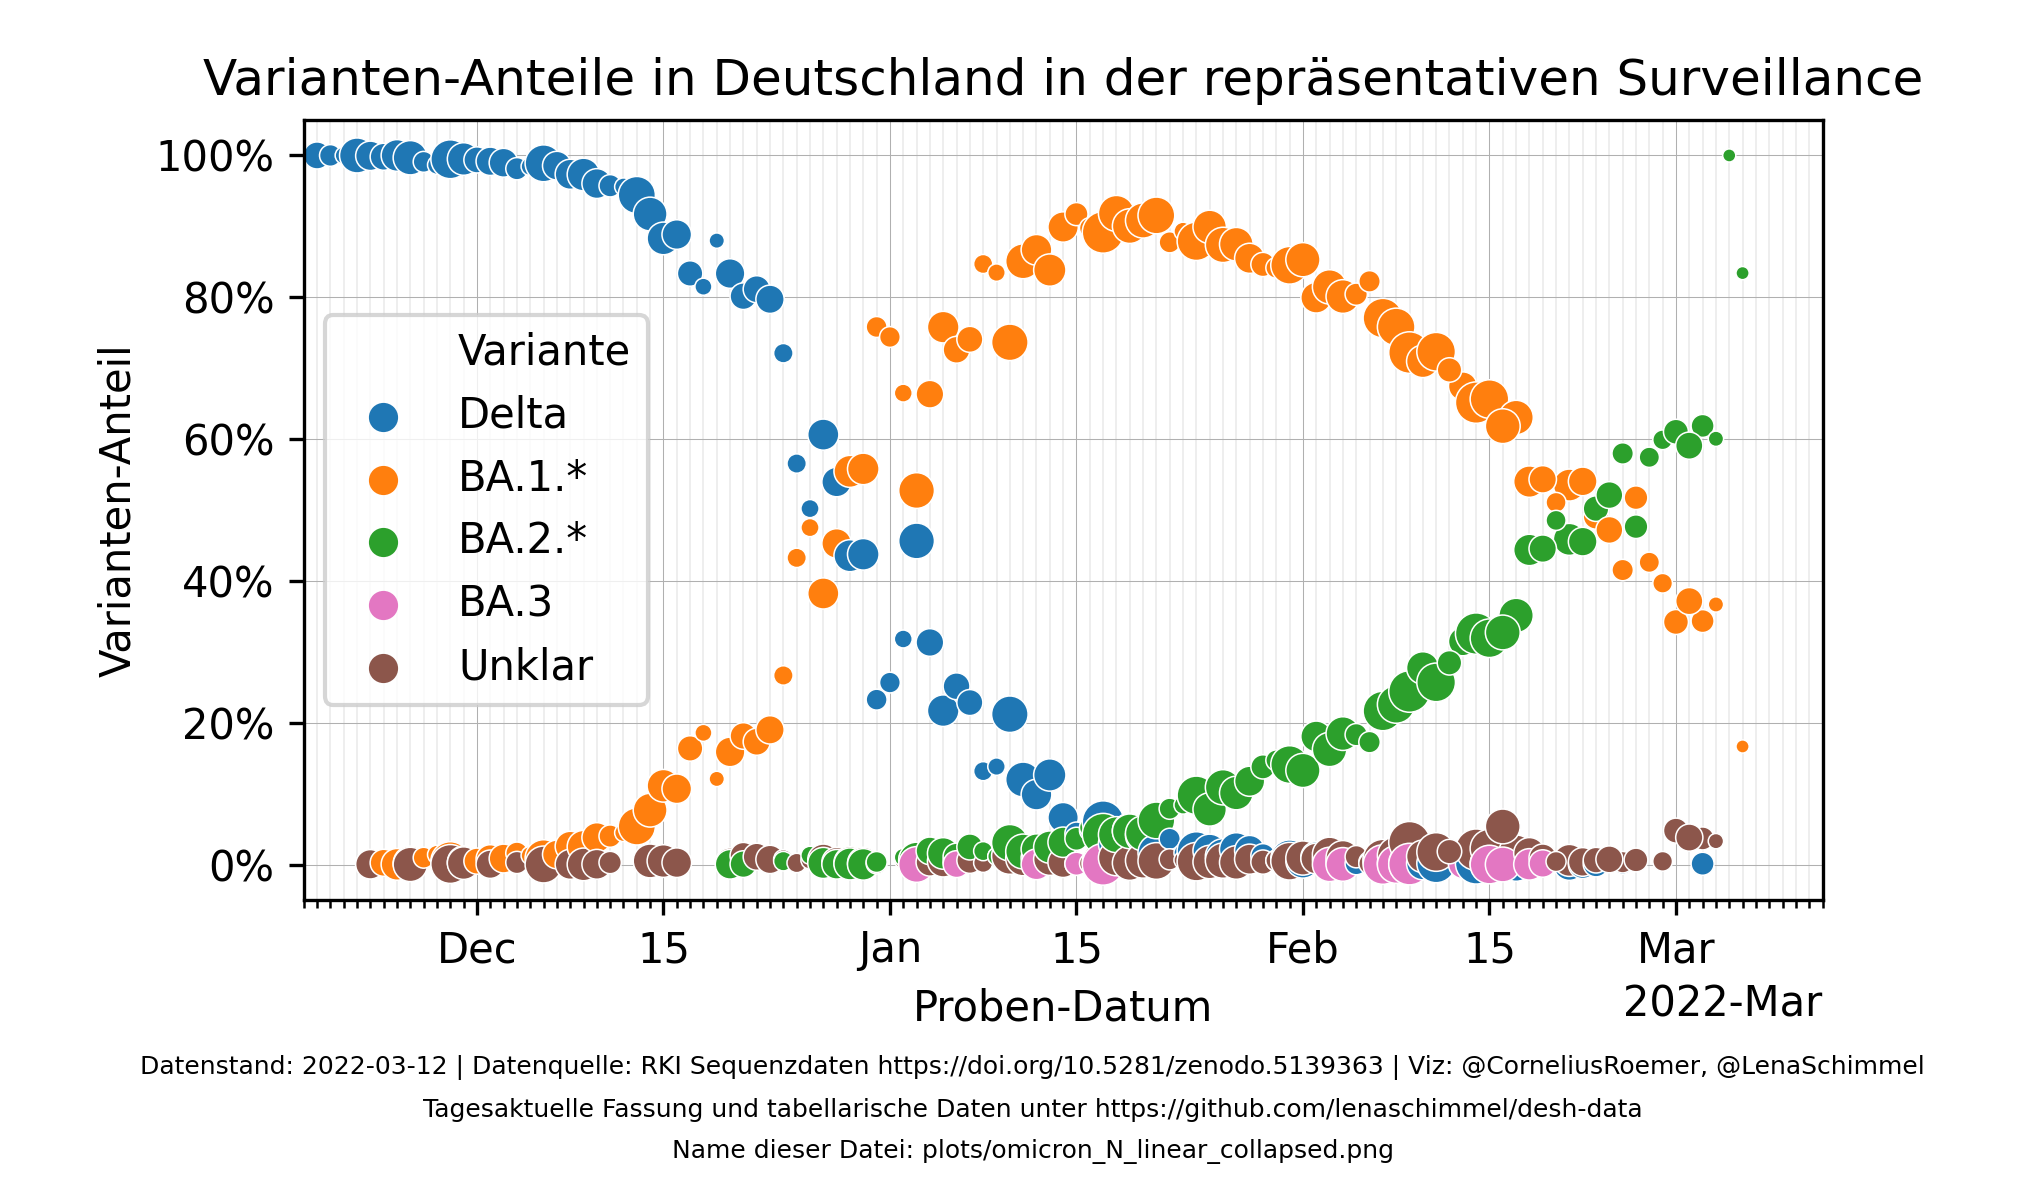 Varianten-Anteile in Deutschland in der repräsentativen Surveillance
100%
80%
60%
40%
20%
0%
Varianten-Anteil
Variante
Delta
BA.1.*
BA.2.*
BA.3
Unklar
Dec 15 Jan 15 Feb 15 Mar
2022-Mar
Proben-Datum
Datenstand: 2022-03-12 | Datenquelle: RKI Sequenzdaten https://doi.org/10.5281/zenodo.5139363 | Viz: @CorneliusRoemer, @LenaSchimmel
Tagesaktuelle Fassung und tabellarische Daten unter https://github.com/lenaschimmel/desh-data
Name dieser Datei: plots/omicron_N_linear_collapsed.png